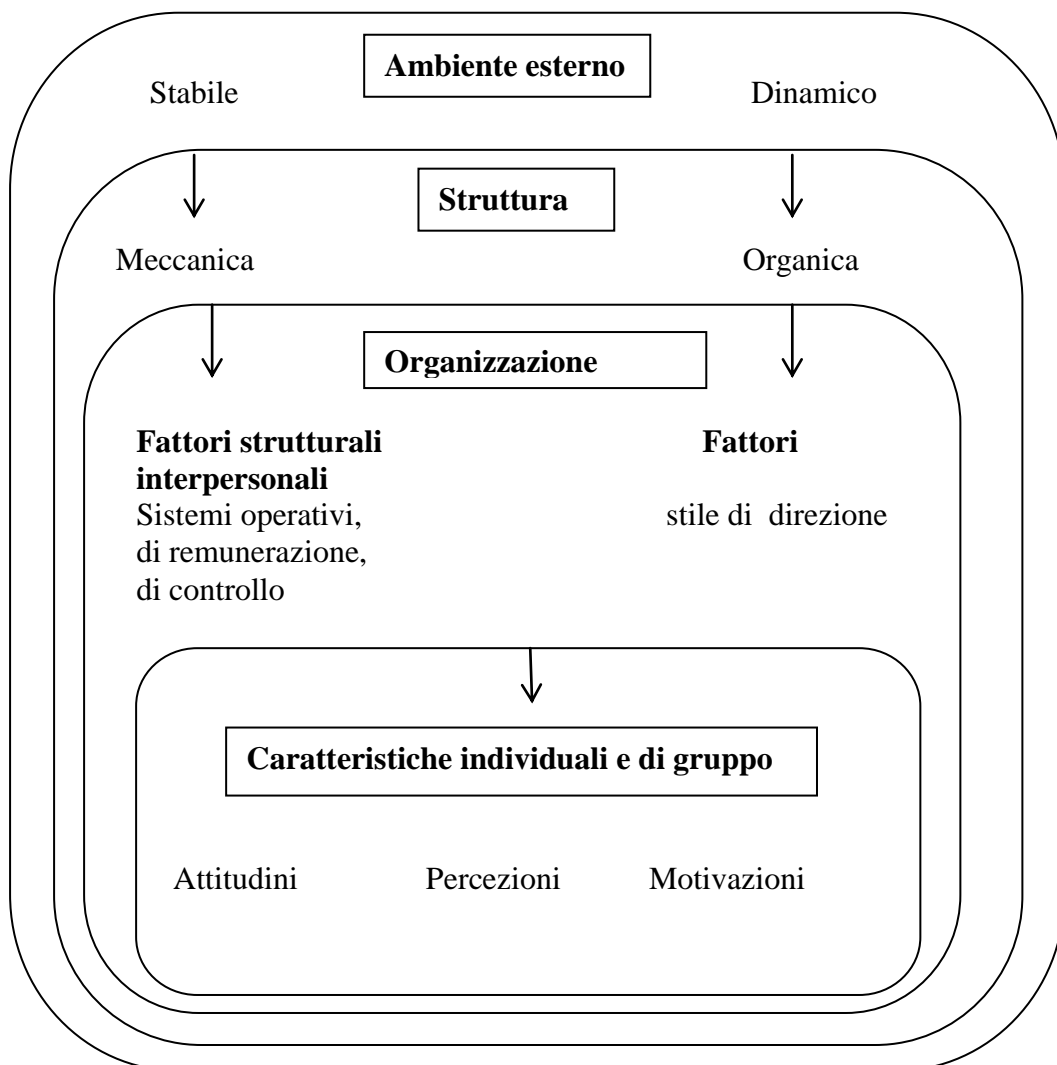 Ambiente esterno
Stabile
Dinamico
Struttura
Meccanica
Organica
Organizzazione
Fattori strutturali
interpersonali
Fattori
Sistemi operativi,
di remunerazione,
di controllo
stile di direzione
Caratteristiche individuali e di gruppo
Attitudini
Percezioni
Motivazioni